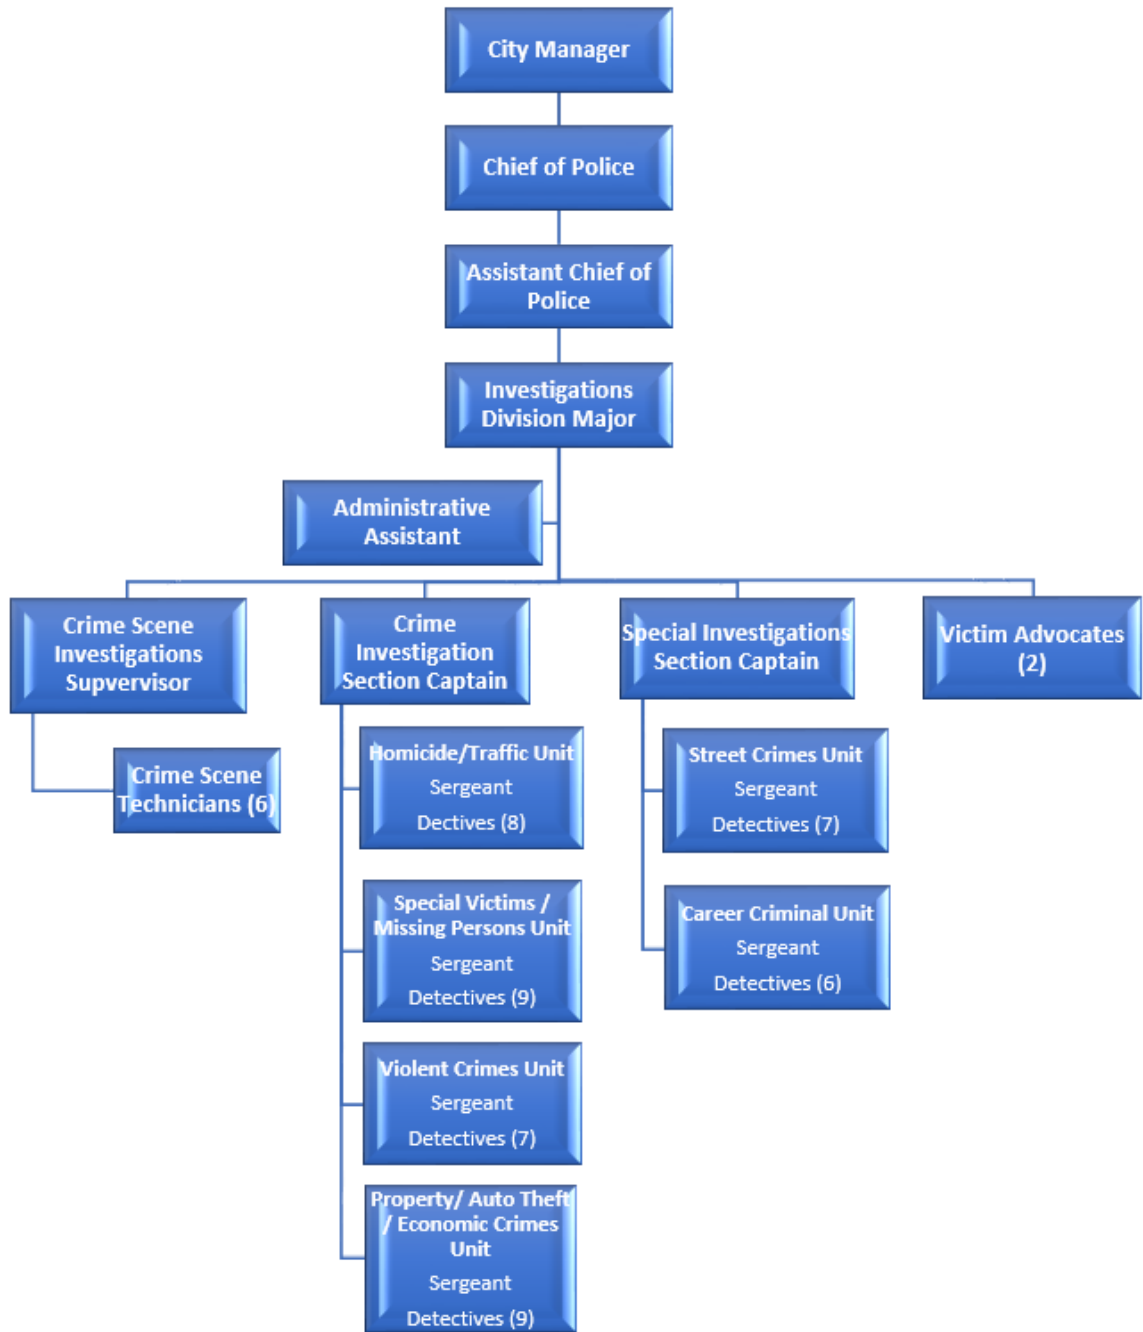 City Manager
Chief of Police
Assistant Chief of
Police
Investigations
Division Major
Administrative
Assistant
Crime Scene
Investigations
Supvervisor
Crime Scene
Technicians (6)
Crime
Investigation
Section Captain
Homicide/Traffic Unit
Sergeant
Dectives (8)
Special Victims /
Missing Persons Unit
Sergeant
Detectives (9)
Violent Crimes Unit
Sergeant
Detectives (7)
Property/ Auto Theft
/ Economic Crimes
Unit
Sergeant
Detectives (9)
Special Investigations
Section Captain
Street Crimes Unit
Sergeant
Detectives (7)
Career Criminal Unit
Sergeant
Detectives (6)
Victim Advocates
(2)